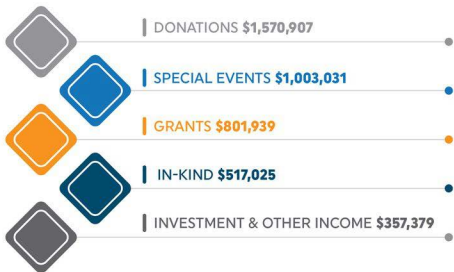 DONATIONS $1,570,907
SPECIAL EVENTS $1,003,031
GRANTS $801,939
IN-KIND $517,025
INVESTMENT & OTHER INCOME $357,379